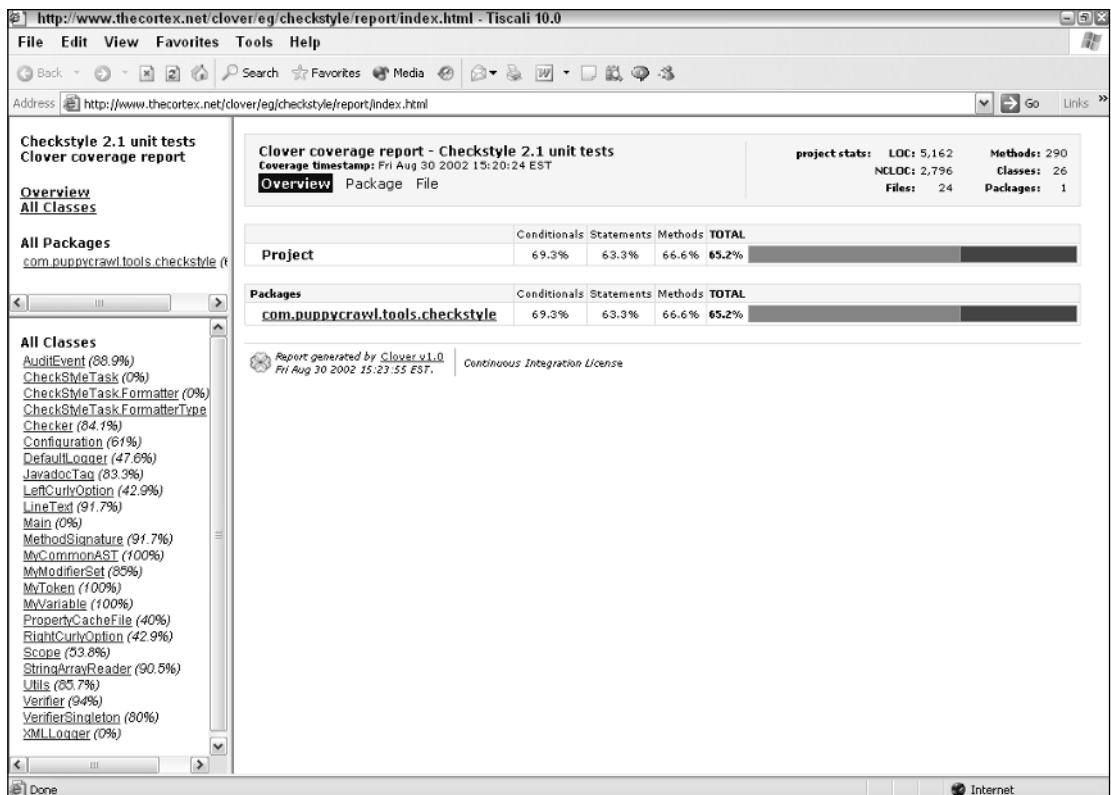 http://www.thecortex.net/clover/eg/checkstyle/report/index.html - Tiscali 10.0
File Edit View Favorites Tools Help
Back Search Favorites Media
Address http://www.thecortex.net/clover/eg/checkstyle/report/index.html Go Links »
Checkstyle 2.1 unit tests
Clover coverage report
Overview
All Classes
All Packages
com.puppycrawl.tools.checkstyle (6
All Classes
AuditEvent (88.9%)
CheckStyleTask (0%)
CheckStyleTask.Formatter (0%)
CheckStyleTask.FormatterType
Checker (84.1%)
Configuration (61%)
DefaultLogger (47.6%)
JavadocTag (83.3%)
LeftCurlyOption (42.9%)
LineText (91.7%)
Main (0%)
MethodSignature (91.7%)
MyCommonAST (100%)
MyModifierSet (85%)
MyToken (100%)
MyVariable (100%)
PropertyCacheFile (40%)
RightCurlyOption (42.9%)
Scope (53.8%)
StringArrayReader (90.5%)
Utils (85.7%)
Verifier (94%)
VerifierSingleton (80%)
XMLLogger (0%)
Clover coverage report - Checkstyle 2.1 unit tests
Coverage timestamp: Fri Aug 30 2002 15:20:24 EST
Overview Package File
project stats: LOC: 5,162 Methods: 290
NCLOC: 2,796 Classes: 26
Files: 24 Packages: 1
Conditionals Statements Methods TOTAL
Project 69.3% 63.3% 66.6% 65.2%
Packages Conditionals Statements Methods TOTAL
com.puppycrawl.tools.checkstyle 69.3% 63.3% 66.6% 65.2%
Report generated by Clover v1.0
Fri Aug 30 2002 15:23:55 EST.
Continuous Integration License
Done Internet